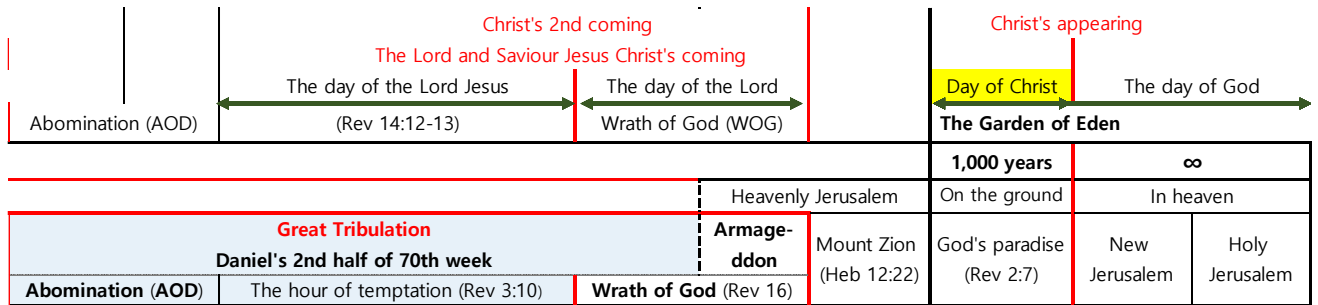 Christ's 2nd coming
Christ's appearing
The Lord and Saviour Jesus Christ's coming
The day of the Lord Jesus
The day of the Lord
Day of Christ
The day of God
Abomination (AOD)
(Rev 14:12-13)
Wrath of God (WOG)
The Garden of Eden
1,000 years
∞
Heavenly Jerusalem
On the ground
In heaven
Great Tribulation
Daniel's 2nd half of 70th week
Armage-
ddon
Mount Zion
(Heb 12:22)
God's paradise
(Rev 2:7)
New
Jerusalem
Holy
Jerusalem
Abomination (AOD)
The hour of temptation (Rev 3:10)
Wrath of God (Rev 16)